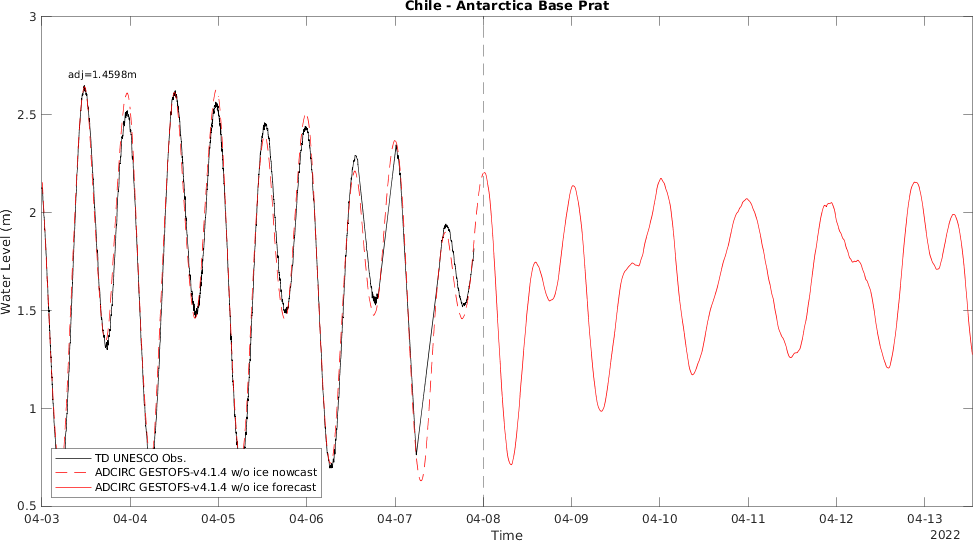 Chile - Antarctica Base Prat
adj=1.4598m
Water Level (m)
3
2.5
2
1.5
1
0.5
TD UNESCO Obs.
ADCIRC GESTOFS-v4.1.4 w/o ice nowcast
ADCIRC GESTOFS-v4.1.4 w/o ice forecast
04-03 04-04 04-05 04-06 04-07 04-08 04-09 04-10 04-11 04-12 04-13
Time
2022